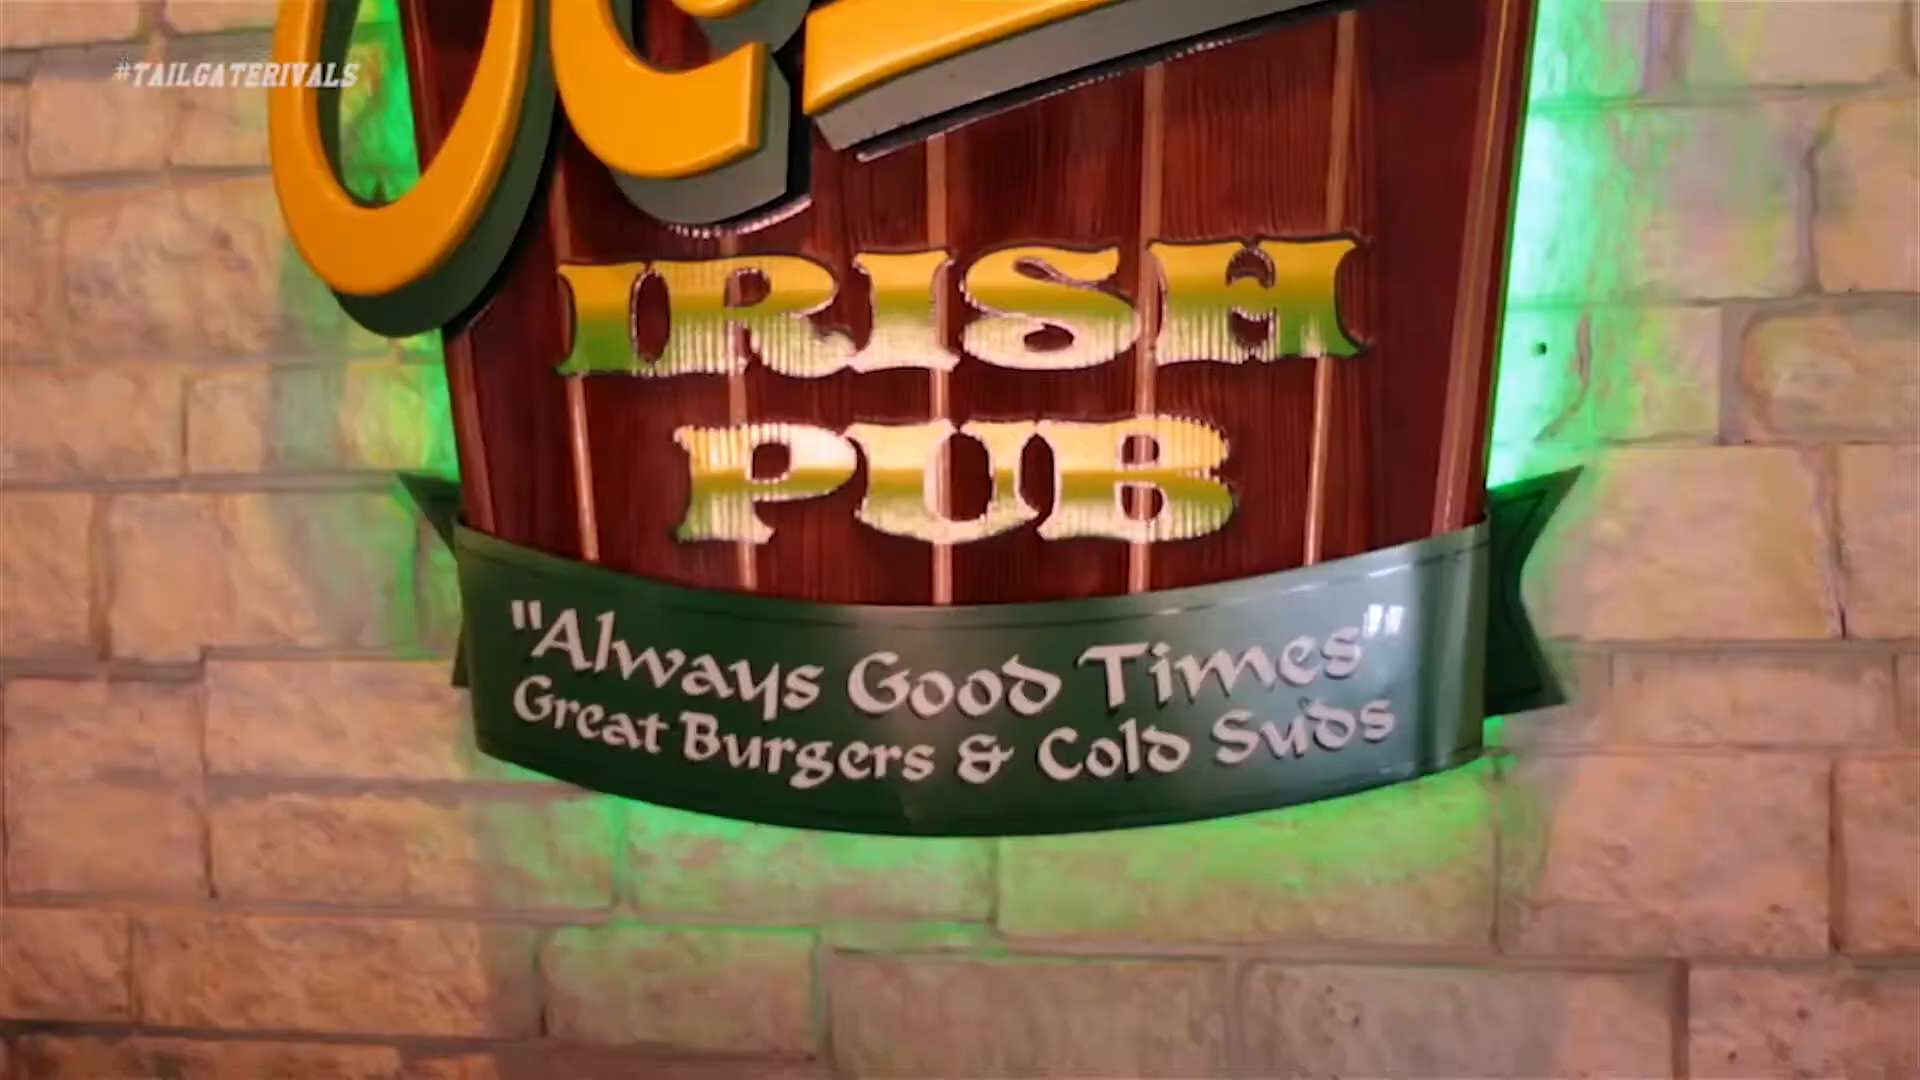 #TAILGATERIVALS
IRISH
PUB
"Always Good Times"
Great Burgers & Cold Suds